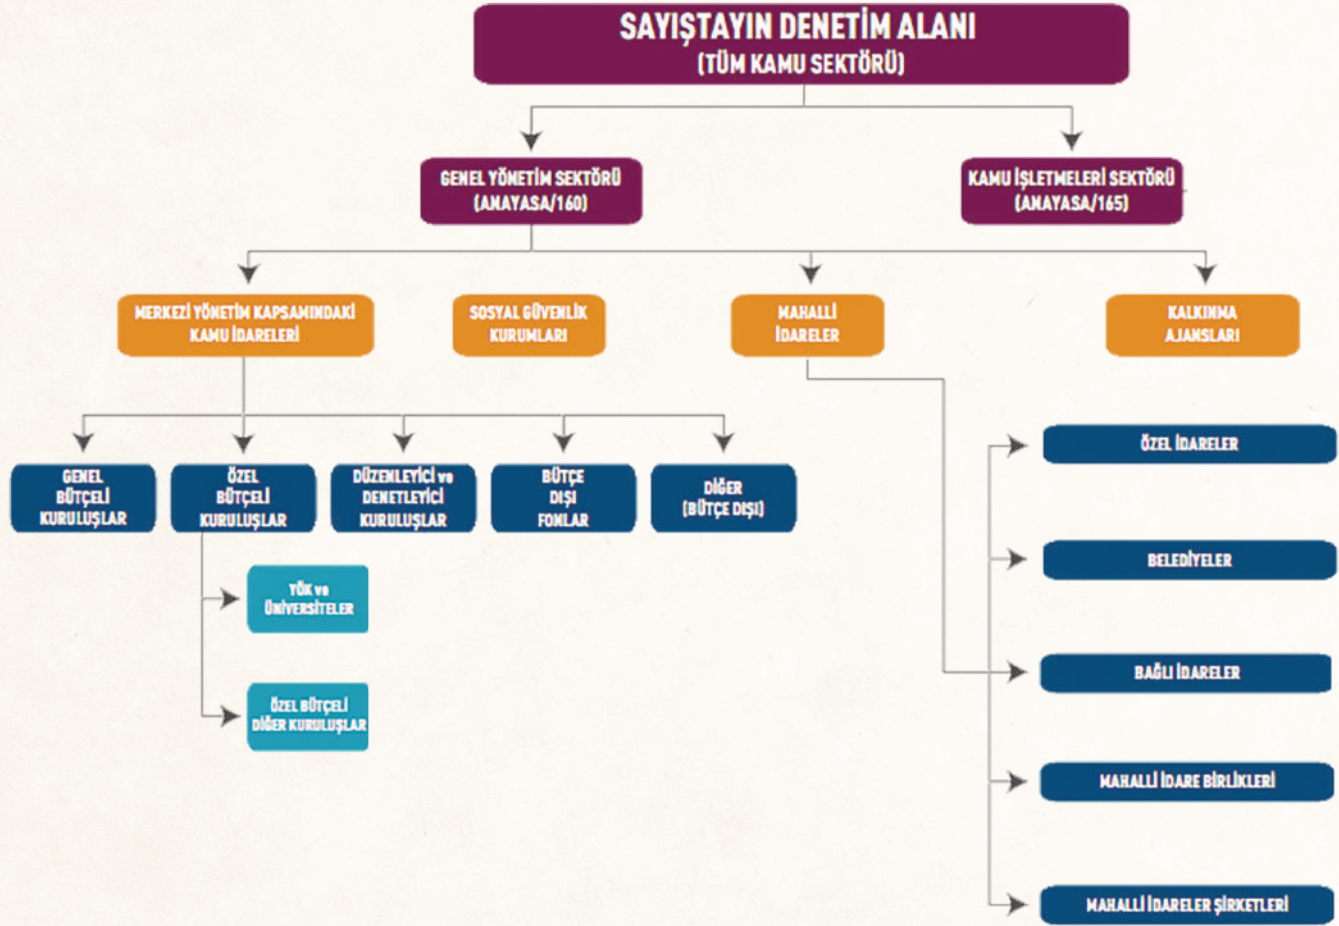 SAYIŞTAYIN DENETİM ALANI
(TÜM KAMU SEKTÖRÜ)
GENEL YÖNETİM SEKTÖRÜ
(ANAYASA/160)
KAMU İŞLETMELERİ SEKTÖRÜ
(ANAYASA/165)
MERKEZİ YÖNETİM KAPSAMINDAKİ
KAMU İDARELERİ
SOSYAL GÜVENLİK
KURUMLARI
MAHALLİ
İDARELER
KALKINMA
AJANSLARI
GENEL
BÜTÇELİ
KURULUŞLAR
ÖZEL
BÜTÇELİ
KURULUŞLAR
DÜZENLEYİCİ ve
DENETLEYİCİ
KURULUŞLAR
BÜTÇE
DIŞI
FONLAR
DİĞER
(BÜTÇE DIŞI)
YÖK ve
ÜNİVERSİTELER
ÖZEL BÜTÇELİ
DİĞER KURULUŞLAR
ÖZEL İDARELER
BELEDİYELER
BAĞLI İDARELER
MAHALLİ İDARE BİRLİKLERİ
MAHALLİ İDARELER ŞİRKETLERİ